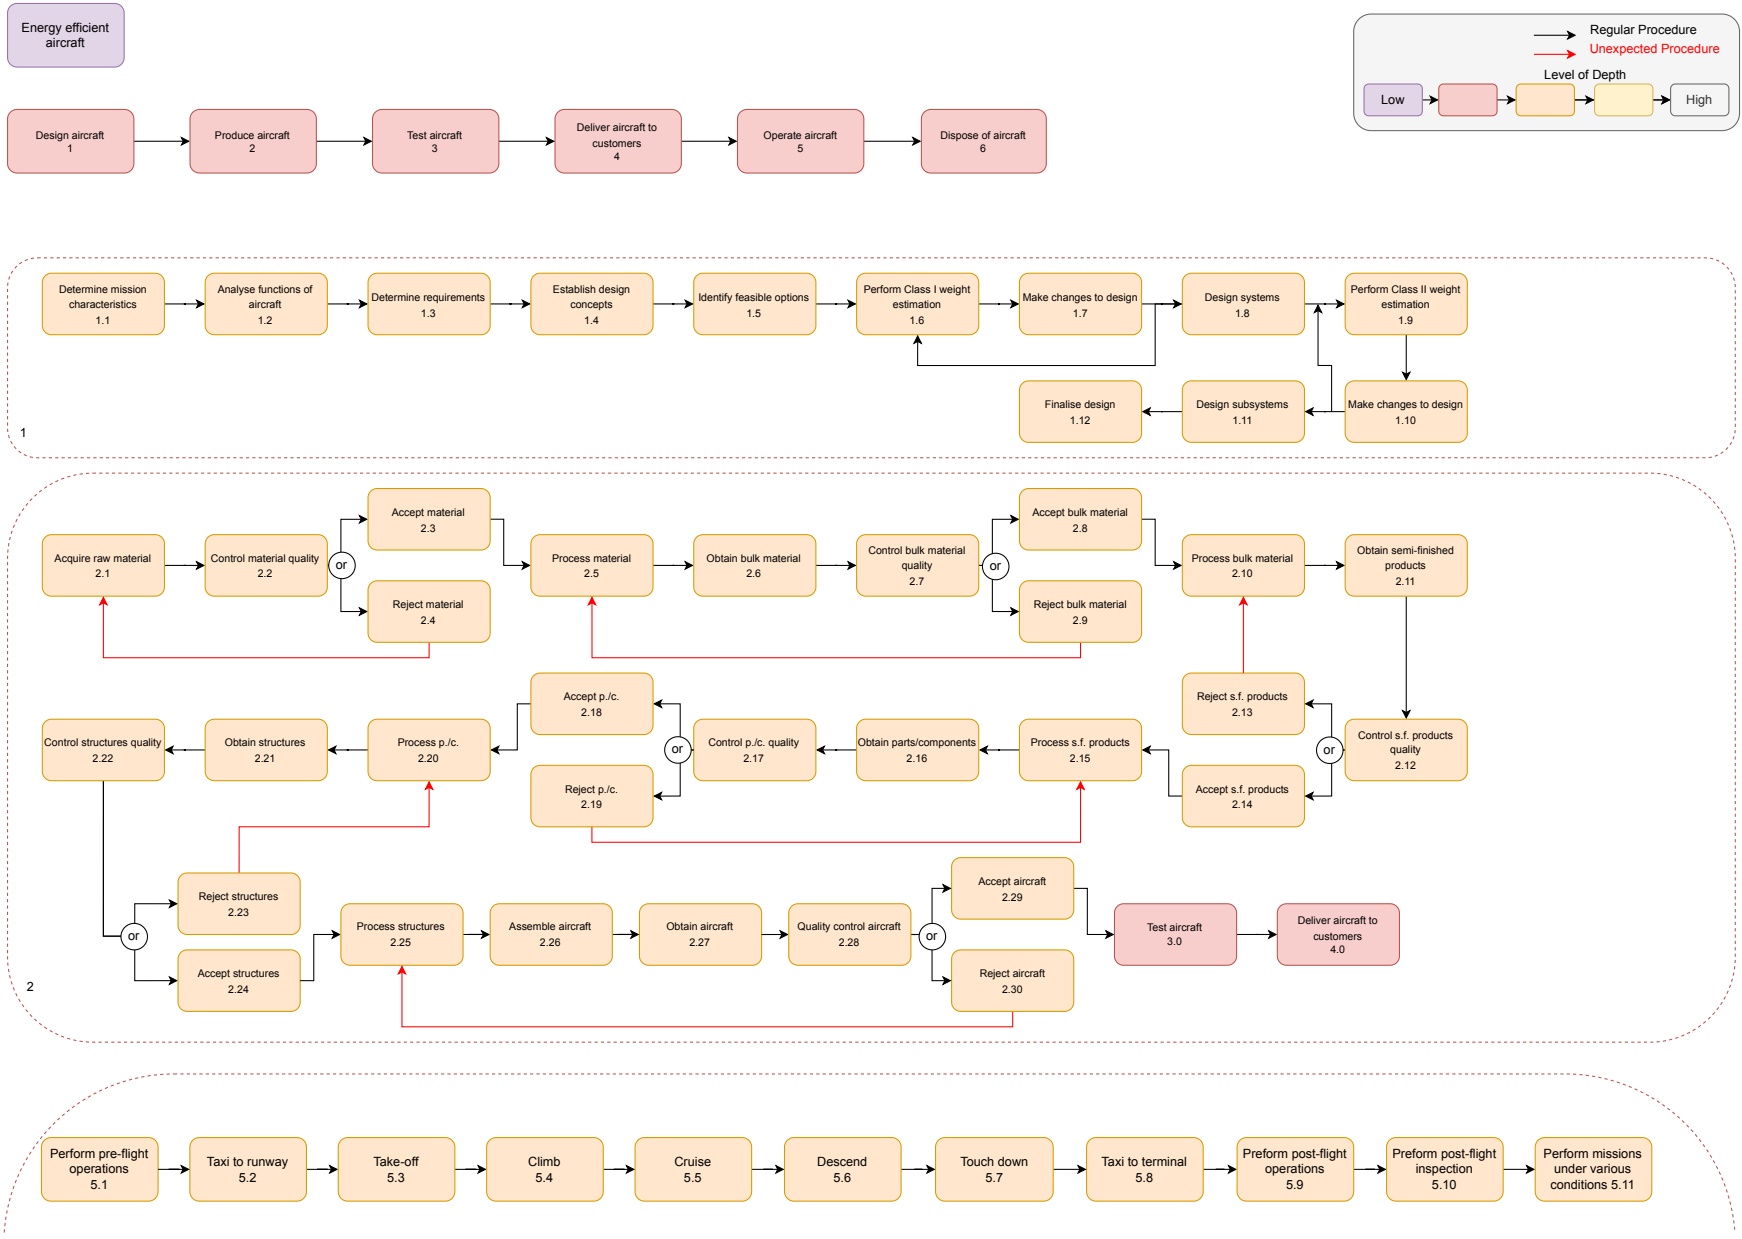 Energy efficient
aircraft
Regular Procedure
Unexpected Procedure
Level of Depth
Low
High
Design aircraft
1
Produce aircraft
2
Test aircraft
3
Deliver aircraft to
customers
4
Operate aircraft
5
Dispose of aircraft
6
Determine mission
characteristics
1.1
Analyse functions of
aircraft
1.2
Determine requirements
1.3
Establish design
concepts
1.4
Identify feasible options
1.5
Perform Class I weight
estimation
1.6
Make changes to design
1.7
Design systems
1.8
Perform Class II weight
estimation
1.9
Finalise design
1.12
Design subsystems
1.11
Make changes to design
1.10
1
Acquire raw material
2.1
Control material quality
2.2
or
Accept material
2.3
Reject material
2.4
Process material
2.5
Obtain bulk material
2.6
Control bulk material
quality
2.7
or
Accept bulk material
2.8
Reject bulk material
2.9
Process bulk material
2.10
Obtain semi-finished
products
2.11
Control structures quality
2.22
Obtain structures
2.21
Process p./c.
2.20
Accept p./c.
2.18
Reject p./c.
2.19
or
Control p./c. quality
2.17
Obtain parts/components
2.16
Process s.f. products
2.15
Reject s.f. products
2.13
Accept s.f. products
2.14
or
Control s.f. products
quality
2.12
or
Reject structures
2.23
Accept structures
2.24
Process structures
2.25
Assemble aircraft
2.26
Obtain aircraft
2.27
Quality control aircraft
2.28
or
Accept aircraft
2.29
Reject aircraft
2.30
Test aircraft
3.0
Deliver aircraft to
customers
4.0
2
Perform pre-flight
operations
5.1
Taxi to runway
5.2
Take-off
5.3
Climb
5.4
Cruise
5.5
Descend
5.6
Touch down
5.7
Taxi to terminal
5.8
Preform post-flight
operations
5.9
Preform post-flight
inspection
5.10
Perform missions
under various
conditions 5.11